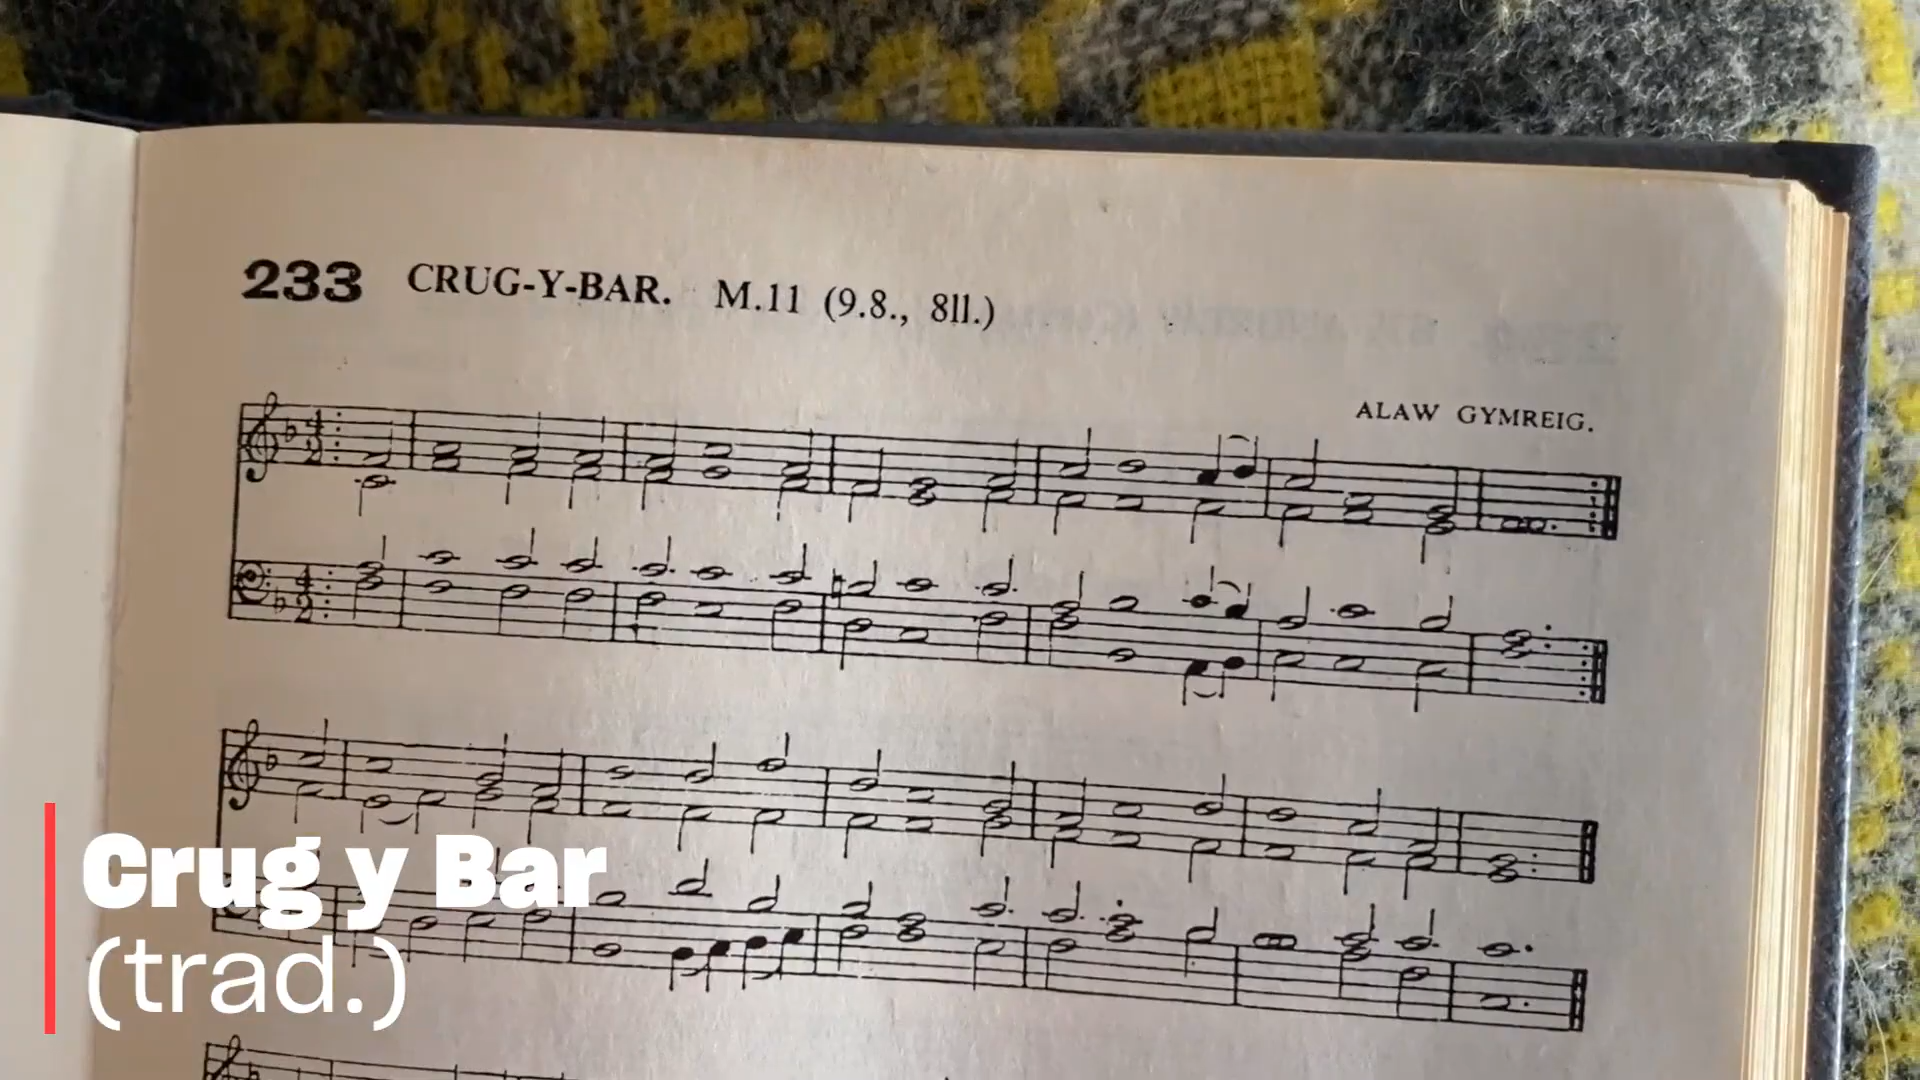 233 CRUG-Y-BAR. M.11 (9.8., 8ll.)
ALAW GYMREIG.
Crug y Bar
(trad.)